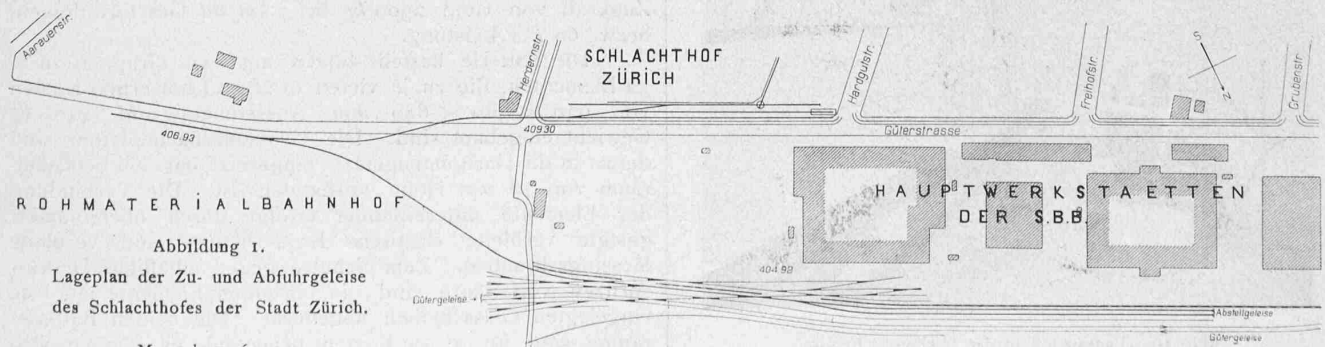 Aarauerstr.
Herdernstr.
SCHLACHTHOF
ZÜRICH
Hardgutstr.
Freihofstr.
Grubenstr.
S
N
406.93
409.30
Güterstrasse
ROHMATERIALBAHNHOF
HAUPTWERKSTAETTEN
DER S.B.B.
404.92
Abbildung 1.
Lageplan der Zu- und Abfuhrgeleise
des Schlachthofes der Stadt Zürich.
Gütergeleise →
Abstellgeleise
Gütergeleise